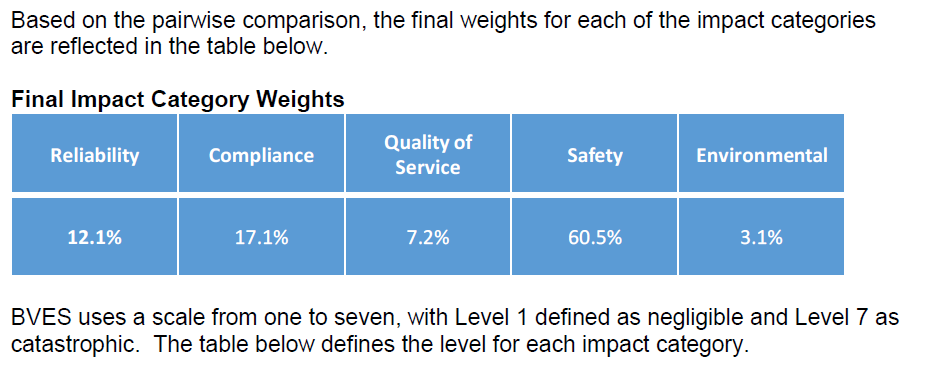 Based on the pairwise comparison, the final weights for each of the impact categories
are reflected in the table below.
Final Impact Category Weights
Reliability Compliance Quality of Service Safety Environmental
12.1% 17.1% 7.2% 60.5% 3.1%
BVES uses a scale from one to seven, with Level 1 defined as negligible and Level 7 as
catastrophic.  The table below defines the level for each impact category.